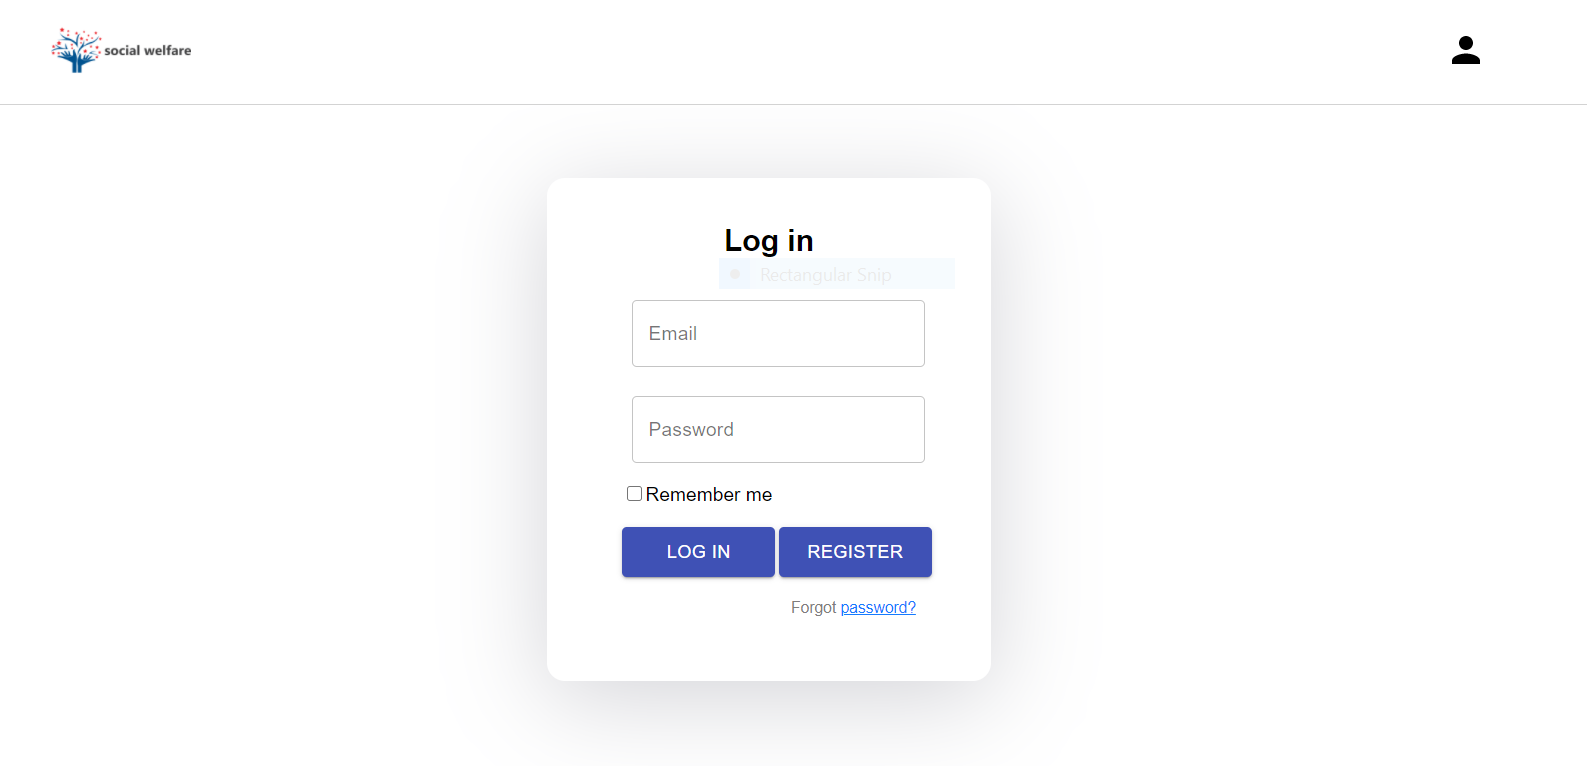 social welfare
Log in
Rectangular Snip
Email
Password
Remember me
LOG IN REGISTER
Forgot password?